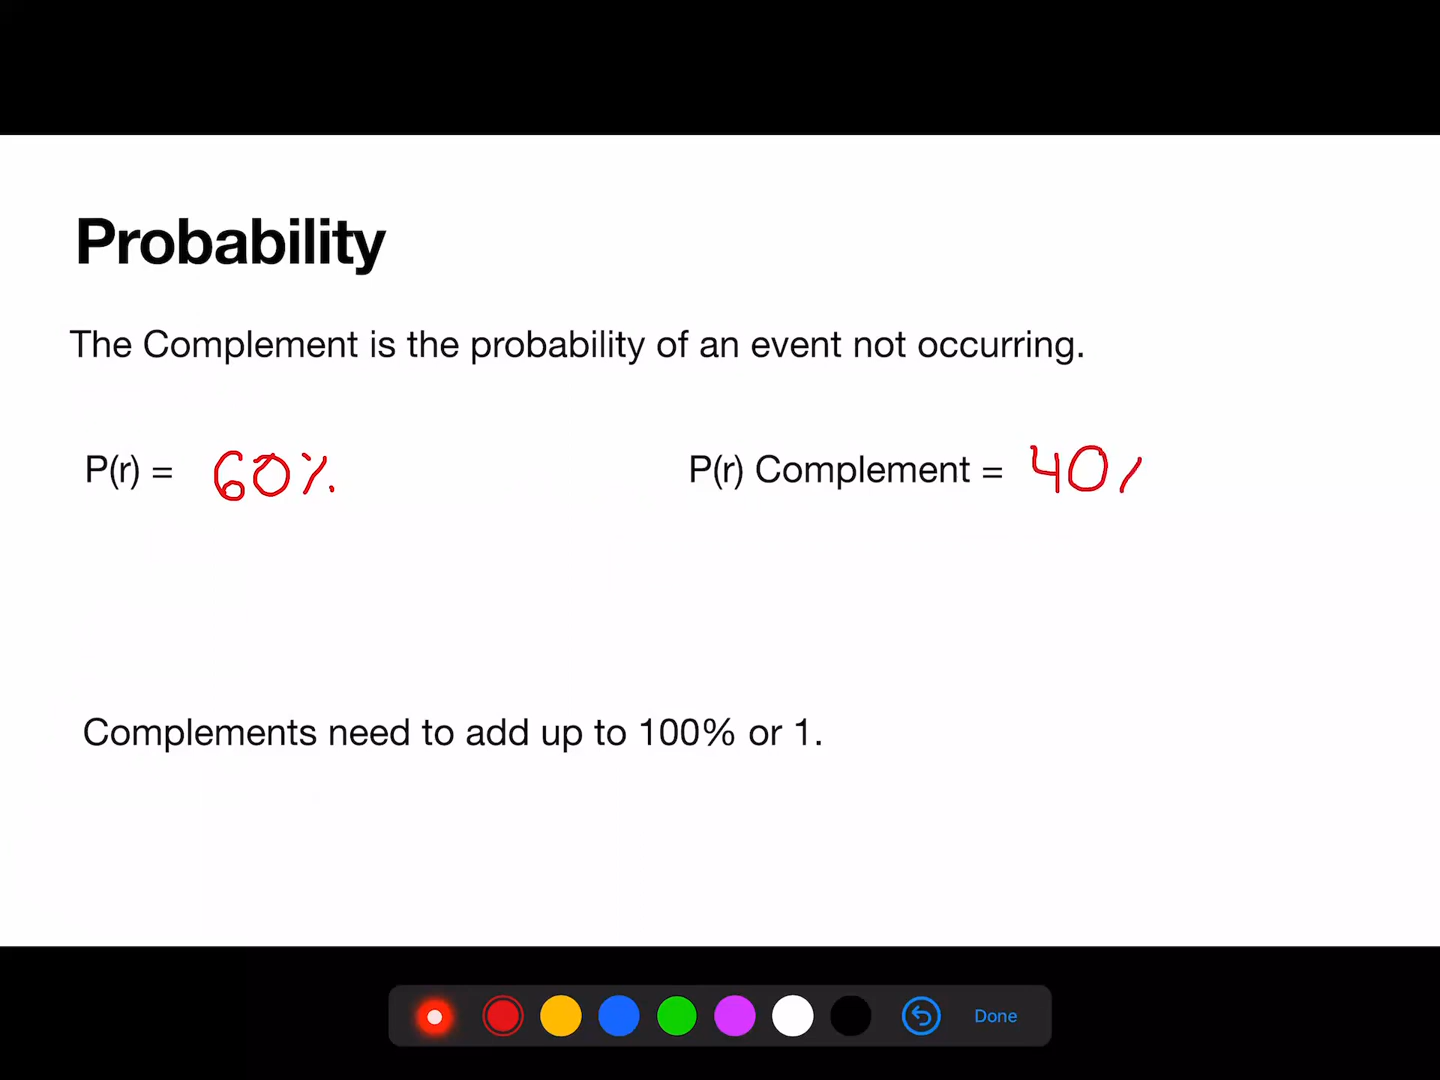 Probability
The Complement is the probability of an event not occurring.
P(r) = 60%
P(r) Complement = 40/
Complements need to add up to 100% or 1.
Done